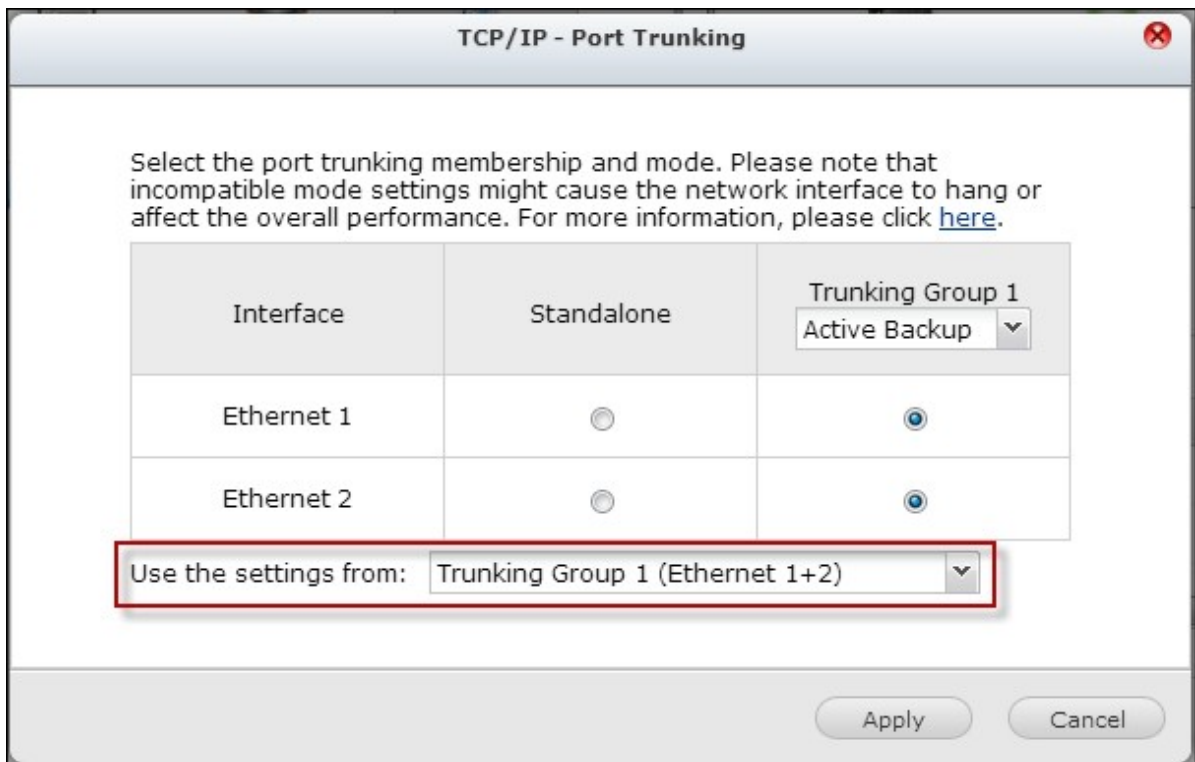 TCP/IP - Port Trunking
Select the port trunking membership and mode. Please note that
incompatible mode settings might cause the network interface to hang or
affect the overall performance. For more information, please click here.
Interface
Standalone
Trunking Group 1
Active Backup
Ethernet 1
Ethernet 2
Use the settings from: Trunking Group 1 (Ethernet 1+2)
Apply
Cancel